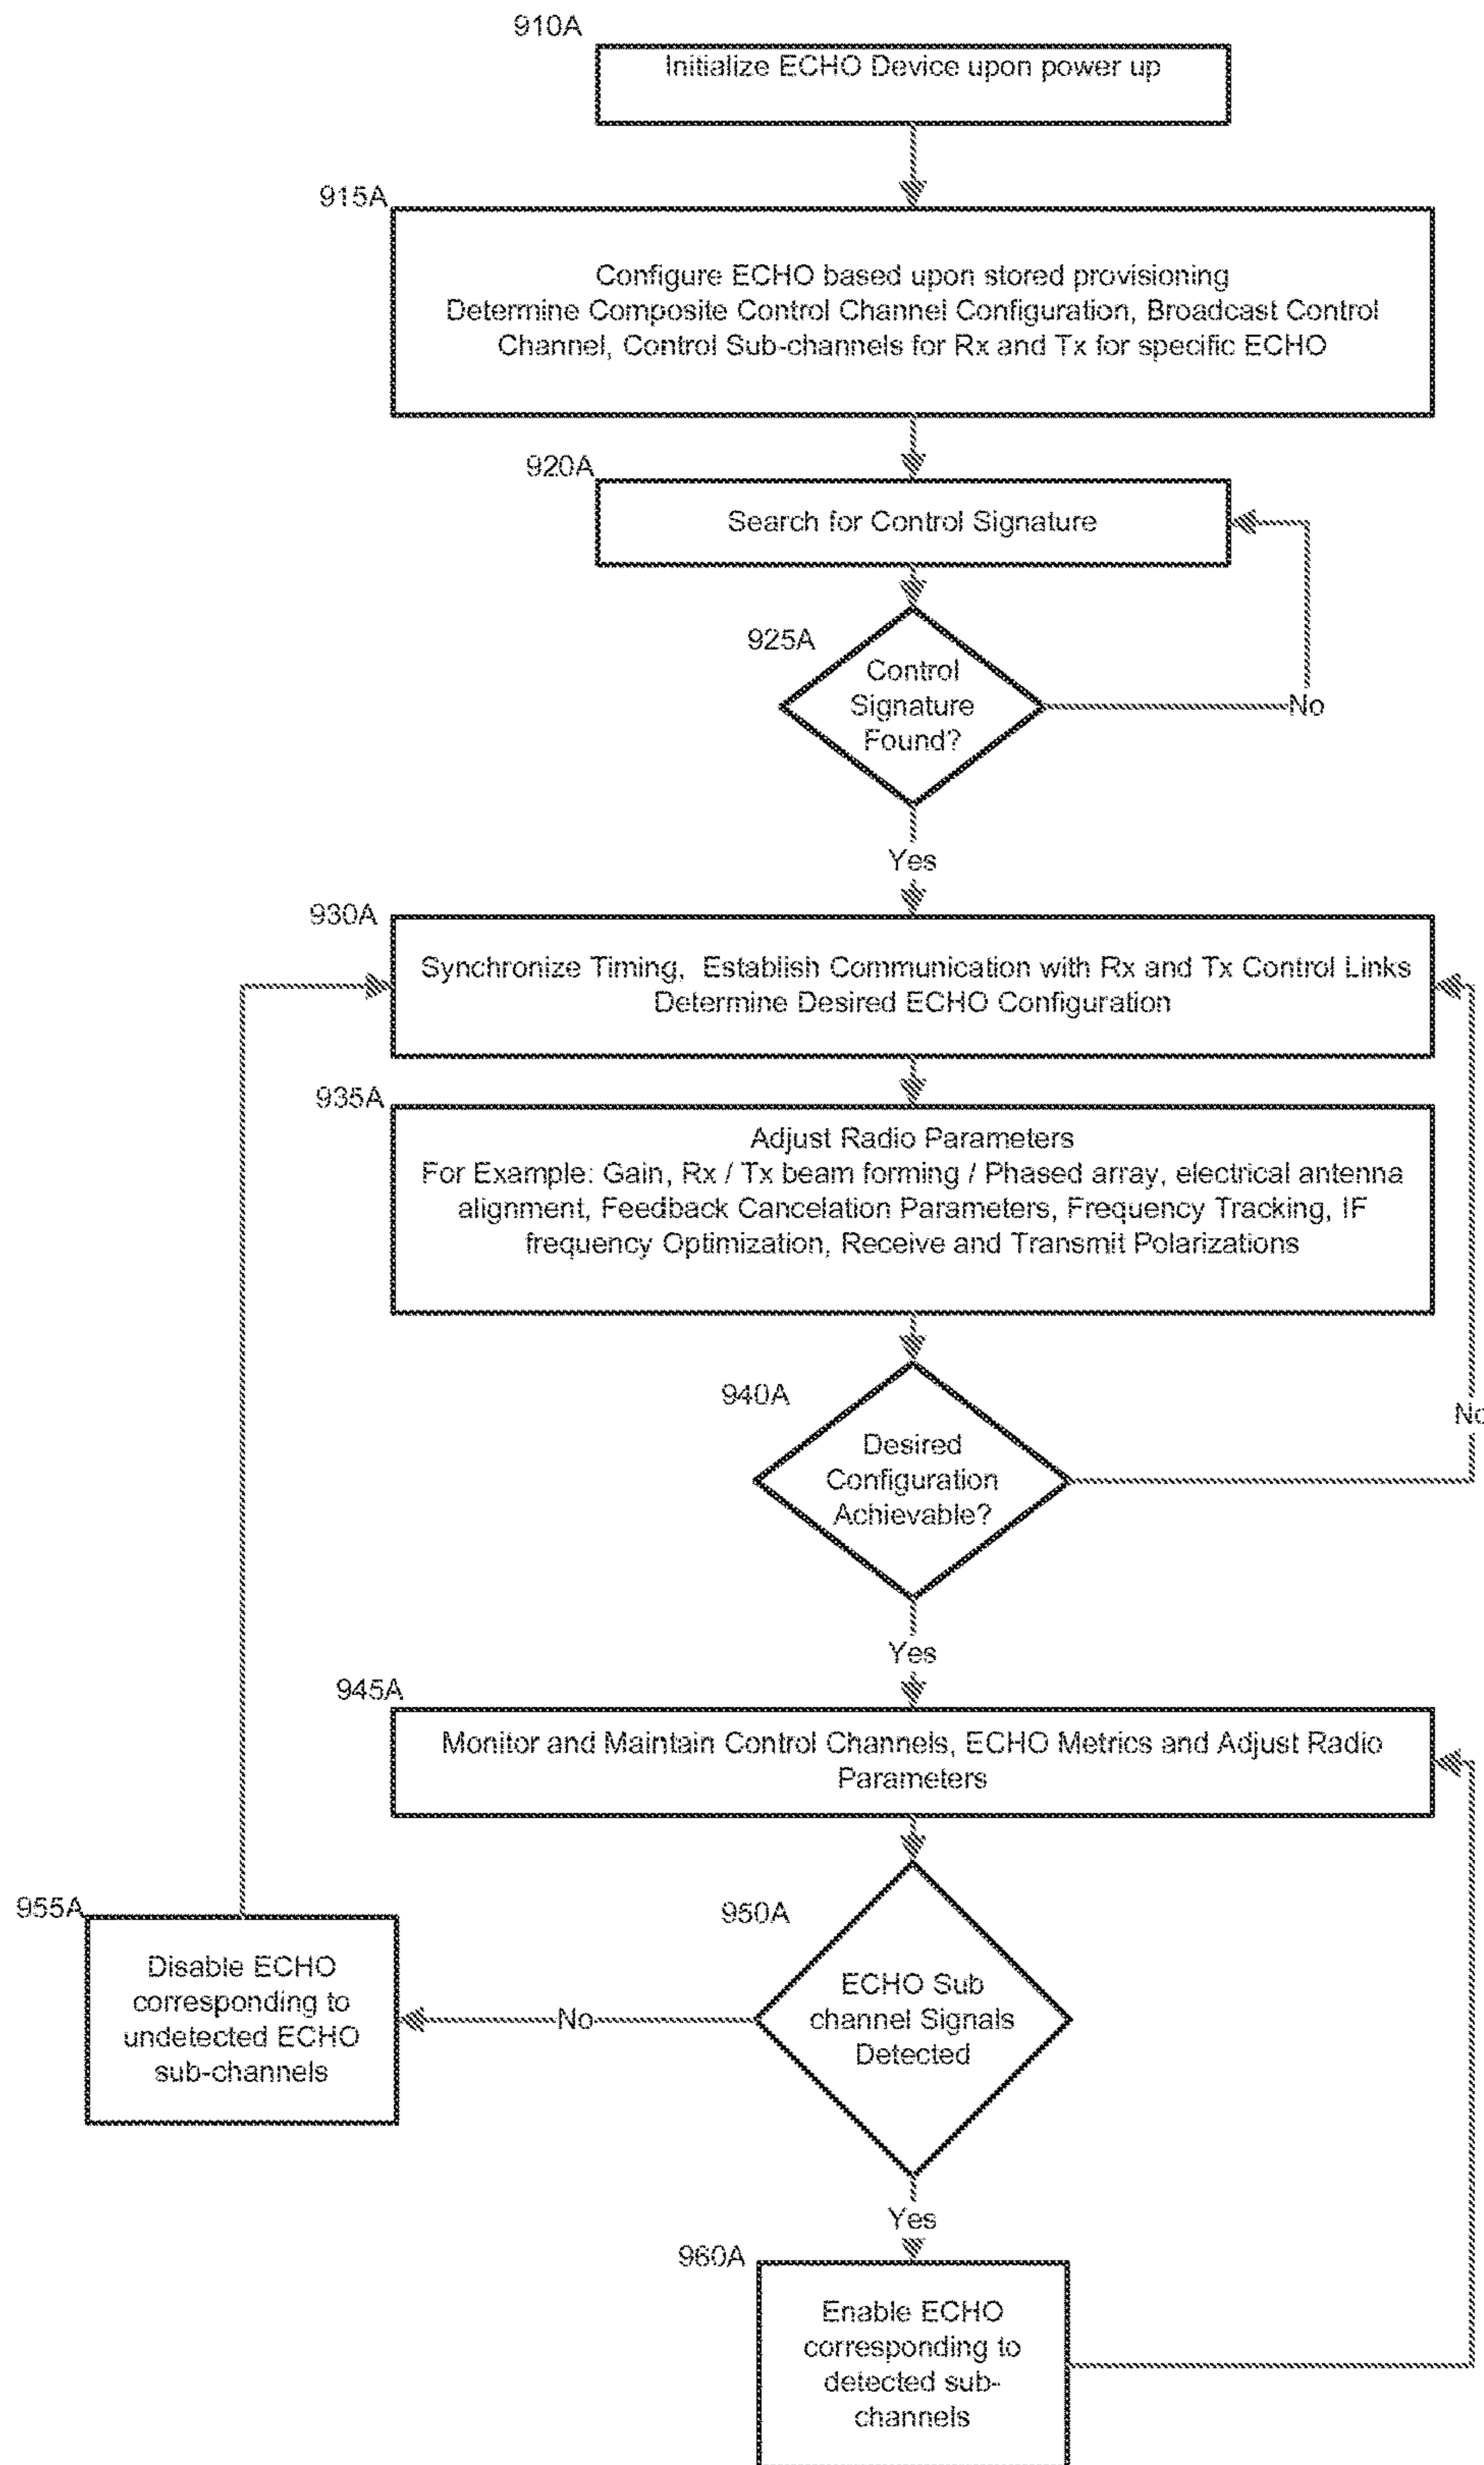 910A
Initialize ECHO Device upon power up
915A
Configure ECHO based upon stored provisioning
Determine Composite Control Channel Configuration, Broadcast Control
Channel, Control Sub-channels for Rx and Tx for specific ECHO
920A
Search for Control Signature
925A
Control
Signature
Found?
No
Yes
930A
Synchronize Timing, Establish Communication with Rx and Tx Control Links
Determine Desired ECHO Configuration
935A
Adjust Radio Parameters
For Example: Gain, Rx / Tx beam forming / Phased array, electrical antenna
alignment, Feedback Cancelation Parameters, Frequency Tracking, IF
frequency Optimization, Receive and Transmit Polarizations
940A
Desired
Configuration
Achievable?
No
Yes
945A
Monitor and Maintain Control Channels, ECHO Metrics and Adjust Radio
Parameters
950A
ECHO Sub
channel Signals
Detected
No
955A
Disable ECHO
corresponding to
undetected ECHO
sub-channels
Yes
960A
Enable ECHO
corresponding to
detected sub-
channels